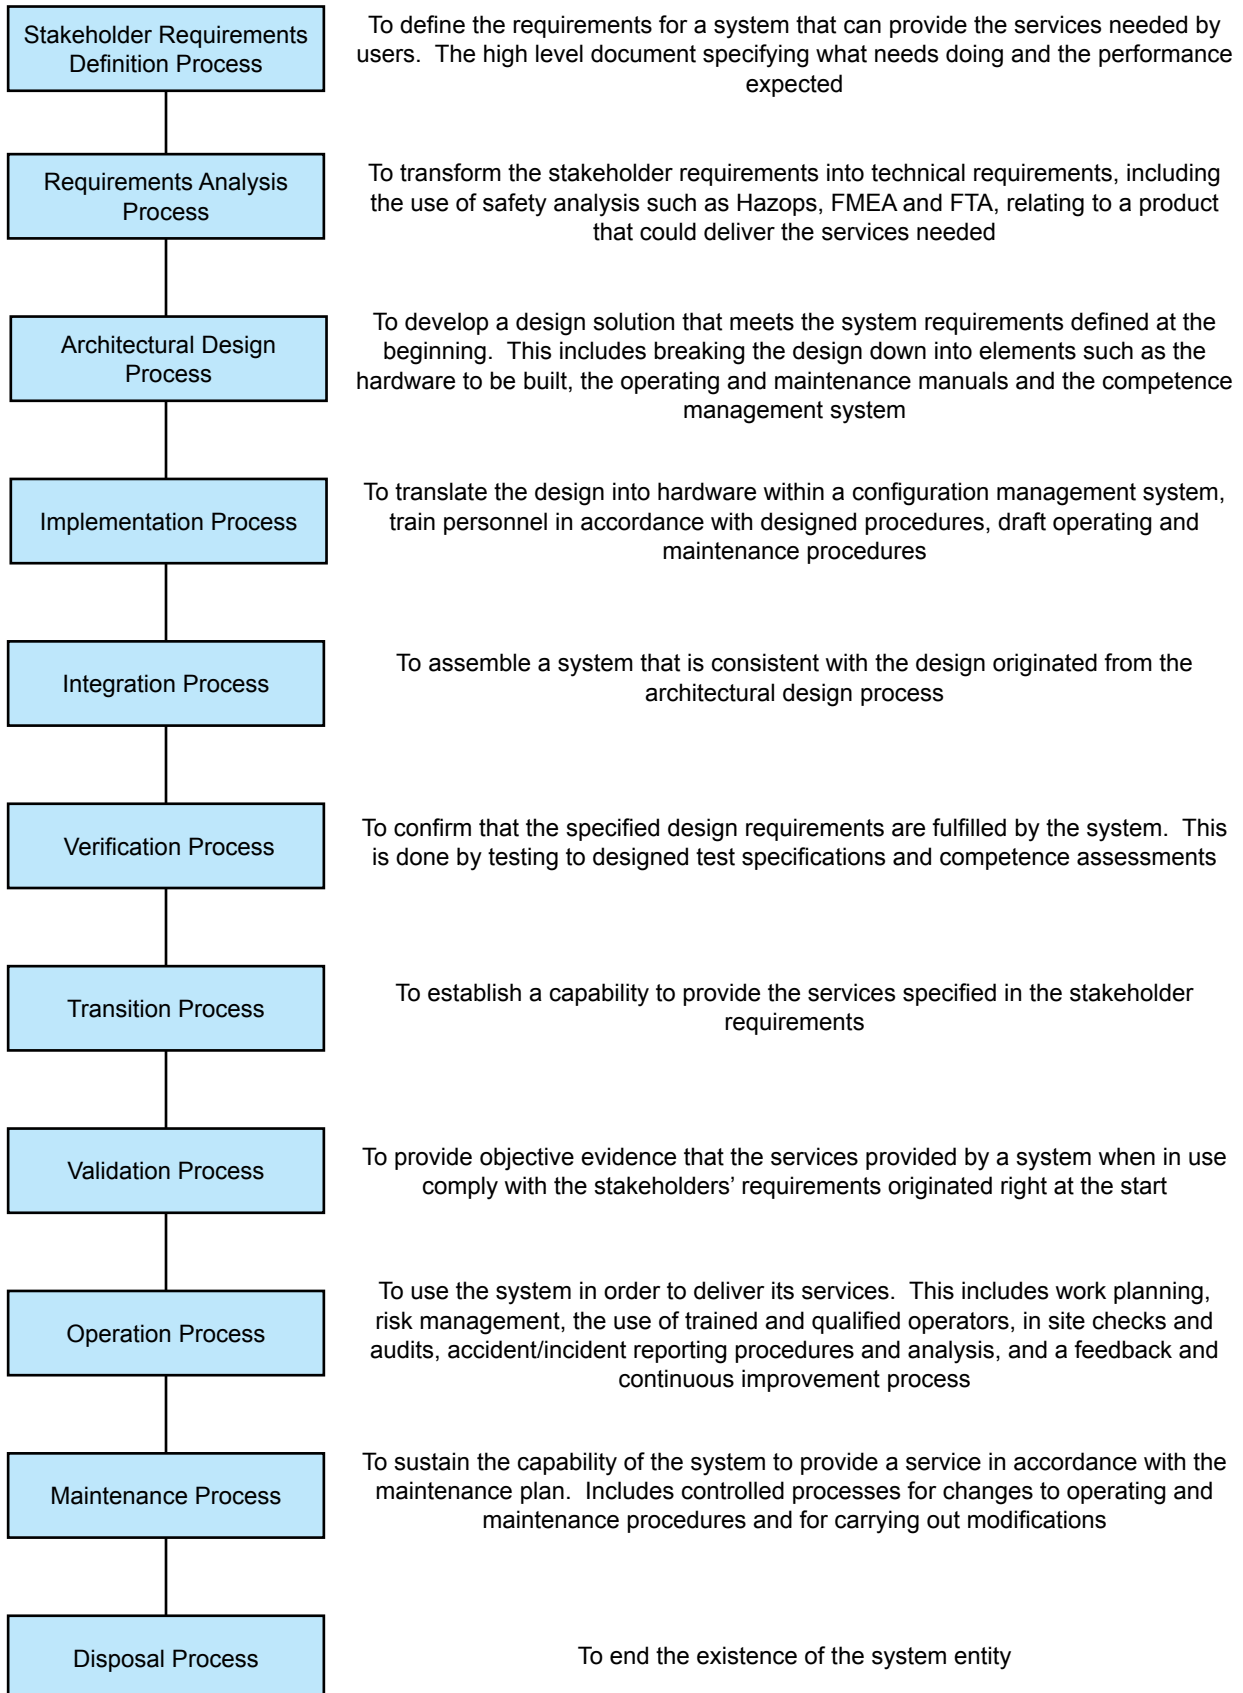 Stakeholder Requirements
Definition Process
To define the requirements for a system that can provide the services needed by
users.  The high level document specifying what needs doing and the performance
expected
Requirements Analysis
Process
To transform the stakeholder requirements into technical requirements, including
the use of safety analysis such as Hazops, FMEA and FTA, relating to a product
that could deliver the services needed
Architectural Design
Process
To develop a design solution that meets the system requirements defined at the
beginning.  This includes breaking the design down into elements such as the
hardware to be built, the operating and maintenance manuals and the competence
management system
Implementation Process
To translate the design into hardware within a configuration management system,
train personnel in accordance with designed procedures, draft operating and
maintenance procedures
Integration Process
To assemble a system that is consistent with the design originated from the
architectural design process
Verification Process
To confirm that the specified design requirements are fulfilled by the system.  This
is done by testing to designed test specifications and competence assessments
Transition Process
To establish a capability to provide the services specified in the stakeholder
requirements
Validation Process
To provide objective evidence that the services provided by a system when in use
comply with the stakeholders’ requirements originated right at the start
Operation Process
To use the system in order to deliver its services.  This includes work planning,
risk management, the use of trained and qualified operators, in site checks and
audits, accident/incident reporting procedures and analysis, and a feedback and
continuous improvement process
Maintenance Process
To sustain the capability of the system to provide a service in accordance with the
maintenance plan.  Includes controlled processes for changes to operating and
maintenance procedures and for carrying out modifications
Disposal Process
To end the existence of the system entity